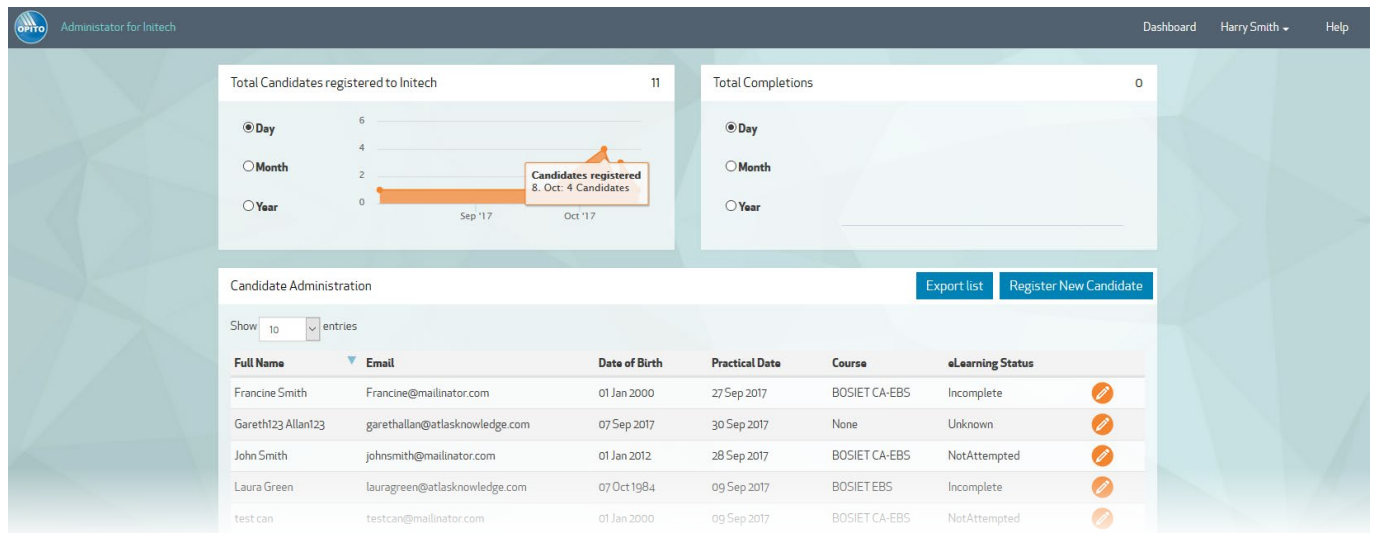 OPITO Administator for Initech Dashboard Harry Smith Help
Total Candidates registered to Initech 11
Day
Month
Year
6
4
2
0
Candidates registered
8. Oct: 4 Candidates
Sep '17 Oct '17
Total Completions 0
Day
Month
Year
Candidate Administration Export list Register New Candidate
Show 10 entries
Full Name Email Date of Birth Practical Date Course eLearning Status
Francine Smith Francine@mailinator.com 01 Jan 2000 27 Sep 2017 BOSIET CA-EBS Incomplete
Gareth123 Allan123 garethallan@atlasknowledge.com 07 Sep 2017 30 Sep 2017 None Unknown
John Smith johnsmith@mailinator.com 01 Jan 2012 28 Sep 2017 BOSIET CA-EBS NotAttempted
Laura Green lauragreen@atlasknowledge.com 07 Oct 1984 09 Sep 2017 BOSIET EBS Incomplete
test can testcan@mailinator.com 01 Jan 2000 09 Sep 2017 BOSIET CA-EBS NotAttempted